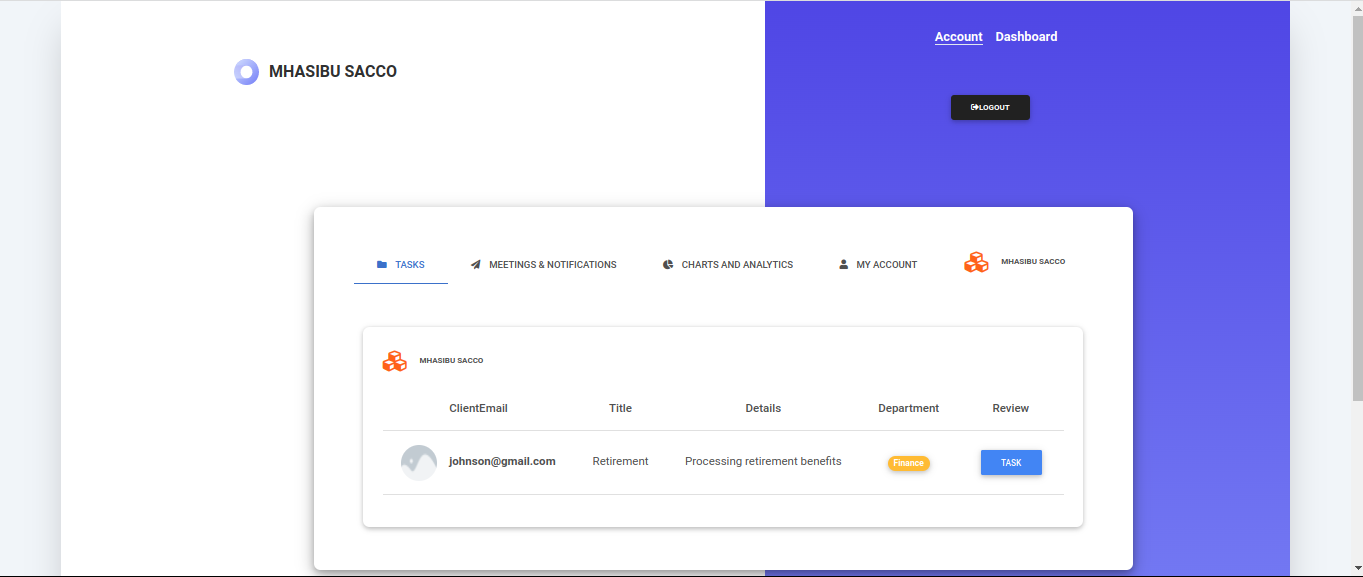 Account Dashboard
MHASIBU SACCO
LOGOUT
TASKS MEETINGS & NOTIFICATIONS CHARTS AND ANALYTICS MY ACCOUNT MHASIBU SACCO
MHASIBU SACCO
ClientEmail Title Details Department Review
johnson@gmail.com Retirement Processing retirement benefits Finance TASK